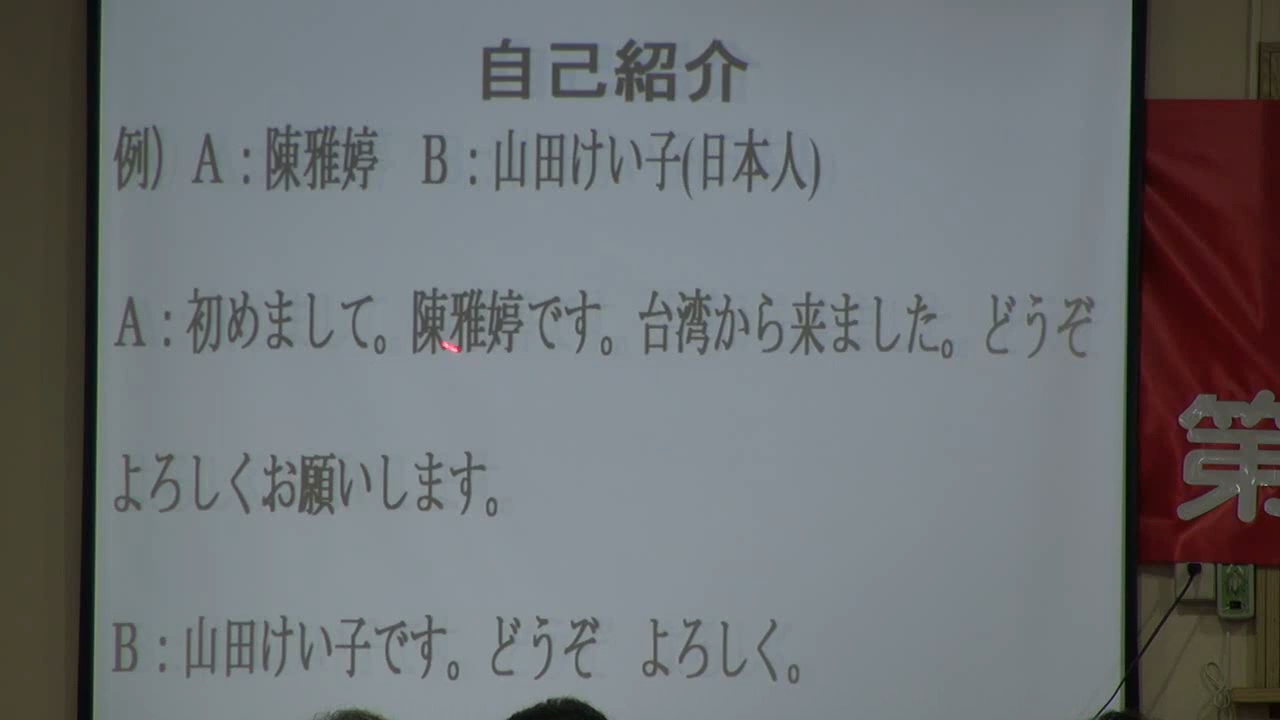 自己紹介
例）Ａ：陳雅婷　Ｂ：山田けい子(日本人)
Ａ：初めまして。陳雅婷です。台湾から来ました。どうぞ
よろしくお願いします。
Ｂ：山田けい子です。どうぞ　よろしく。
第